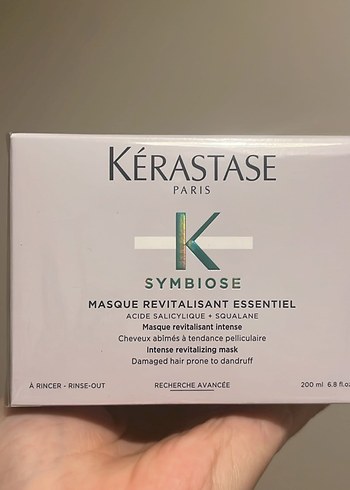 KÉRASTASE
PARIS
K
SYMBIOSE
MASQUE REVITALISANT ESSENTIEL
ACIDE SALICYLIQUE + SQUALANE
Masque revitalisant intense
Cheveux abîmés à tendance pelliculaire
Intense revitalizing mask
Damaged hair prone to dandruff
À RINCER - RINSE-OUT RECHERCHE AVANCÉE 200 ml 6.8 fl.oz